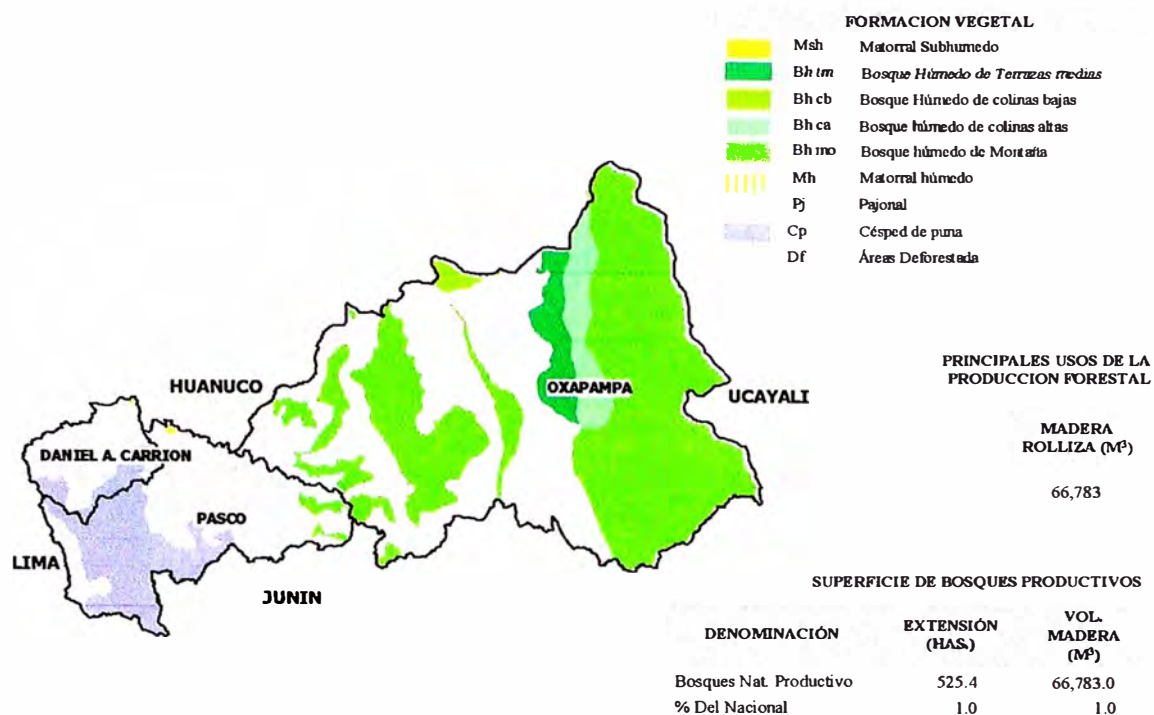 FORMACION VEGETAL
Msh Matorral Subhumedo
Bh tm Bosque Húmedo de Terrazas medias
Bh cb Bosque Húmedo de colinas bajas
Bh ca Bosque húmedo de colinas altas
Bh mo Bosque húmedo de Montaña
Mh Matorral húmedo
Pj Pajonal
Cp Césped de puna
Df Áreas Deforestada
HUANUCO
OXAPAMPA
UCAYALI
DANIEL A. CARRION
PASCO
LIMA
JUNIN
PRINCIPALES USOS DE LA
PRODUCCION FORESTAL
MADERA
ROLLIZA (M³)
66,783
SUPERFICIE DE BOSQUES PRODUCTIVOS
DENOMINACIÓN EXTENSIÓN (HAS.) VOL. MADERA (M³)
Bosques Nat. Productivo 525.4 66,783.0
% Del Nacional 1.0 1.0